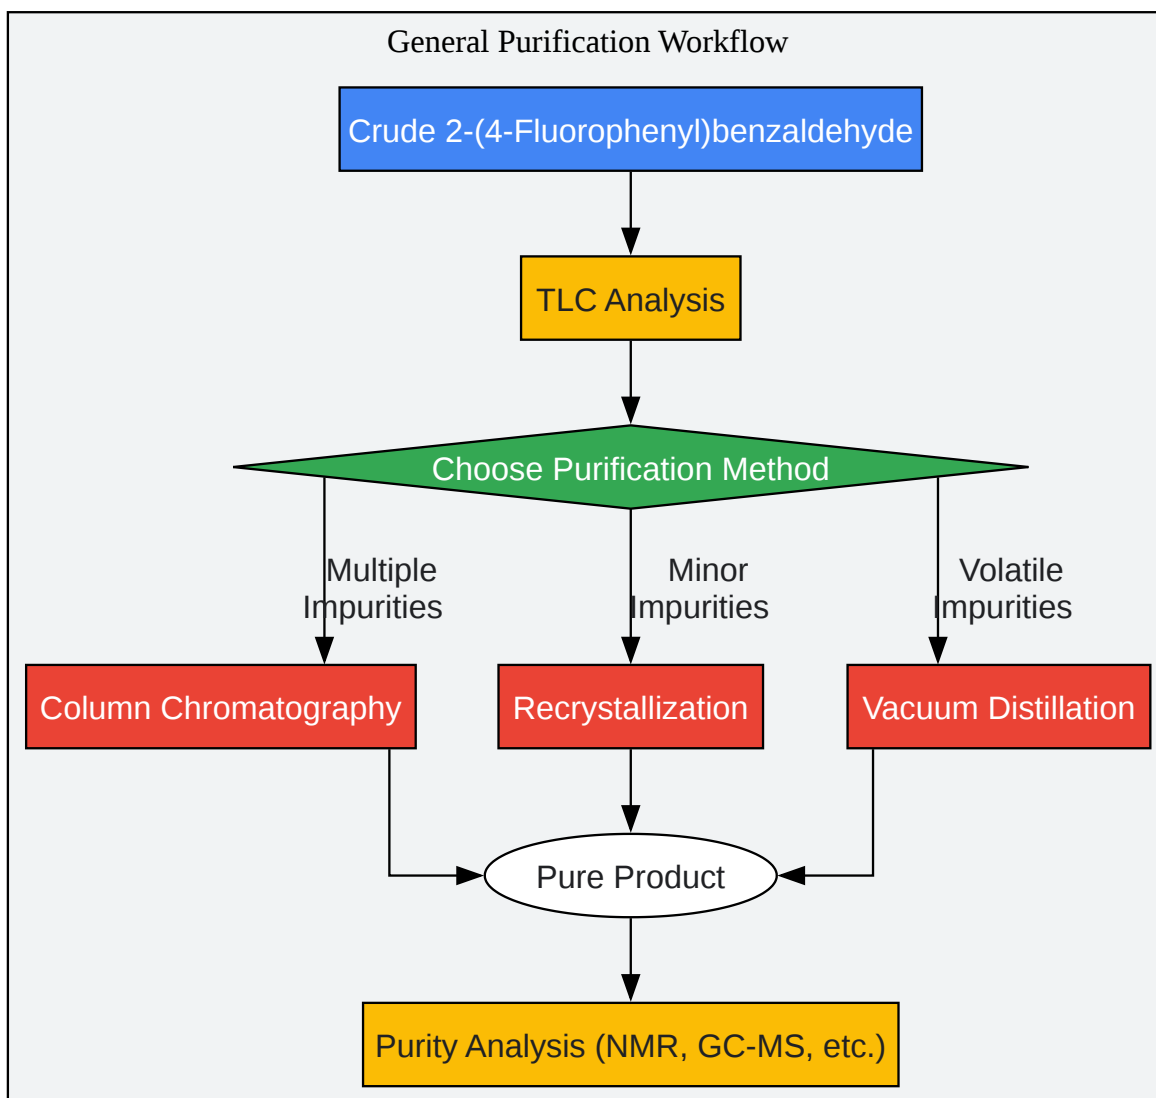 General Purification Workflow
Crude 2-(4-Fluorophenyl)benzaldehyde
TLC Analysis
Choose Purification Method
Multiple
Impurities
Minor
Impurities
Volatile
Impurities
Column Chromatography
Recrystallization
Vacuum Distillation
Pure Product
Purity Analysis (NMR, GC-MS, etc.)